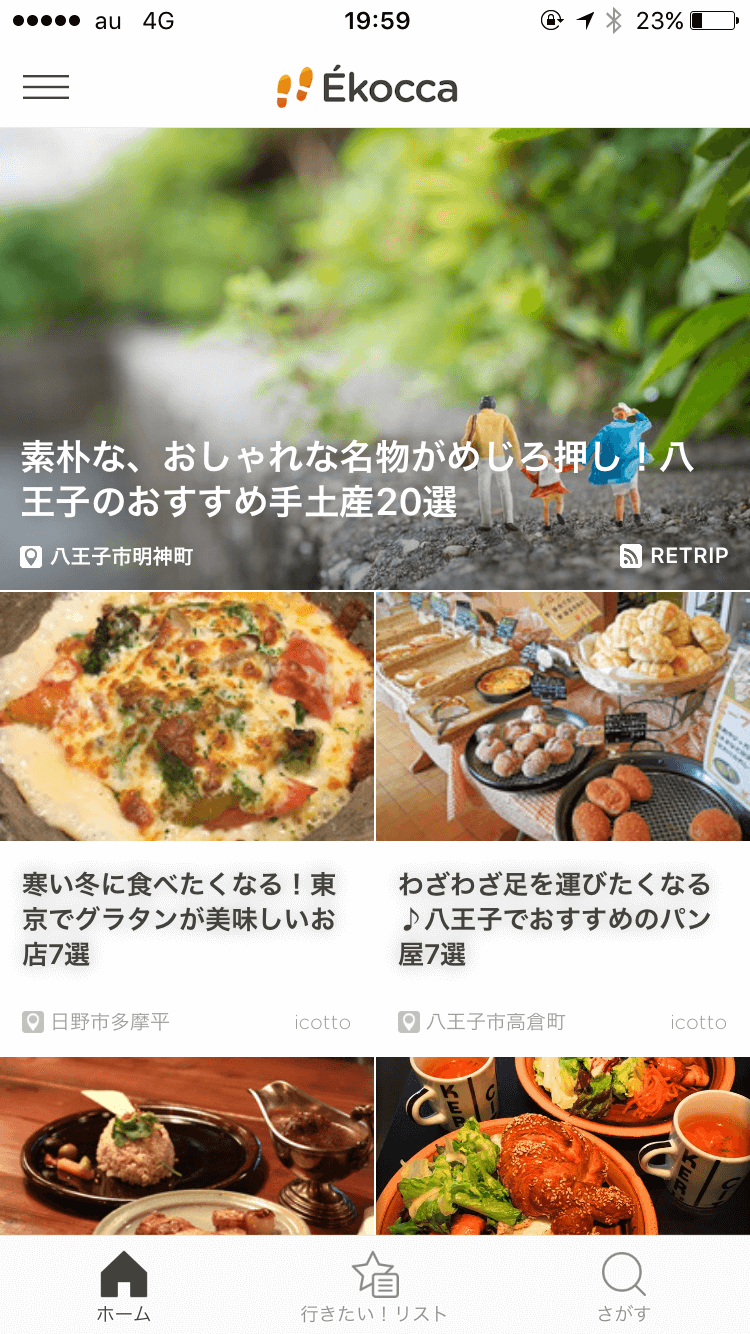 au 4G 19:59 23%
Ékocca
素朴な、おしゃれな名物がめじろ押し！八
王子のおすすめ手土産20選
八王子市明神町 RETRIP
寒い冬に食べたくなる！東
京でグラタンが美味しいお
店7選
日野市多摩平 icotto
わざわざ足を運びたくなる
♪八王子でおすすめのパン
屋7選
八王子市高倉町 icotto
ホーム 行きたい！リスト さがす